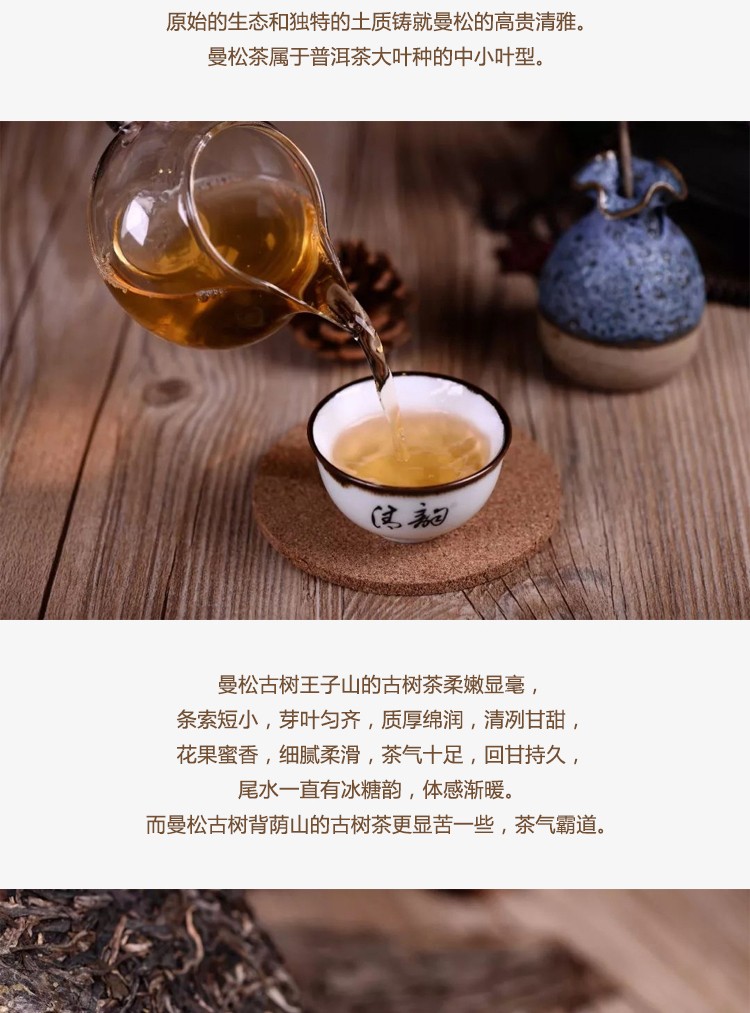 原始的生态和独特的土质铸就曼松的高贵清雅。
曼松茶属于普洱茶大叶种的中小叶型。
清韵
曼松古树王子山的古树茶柔嫩显毫，
条索短小，芽叶匀齐，质厚绵润，清冽甘甜，
花果蜜香，细腻柔滑，茶气十足，回甘持久，
尾水一直有冰糖韵，体感渐暖。
而曼松古树背荫山的古树茶更显苦一些，茶气霸道。